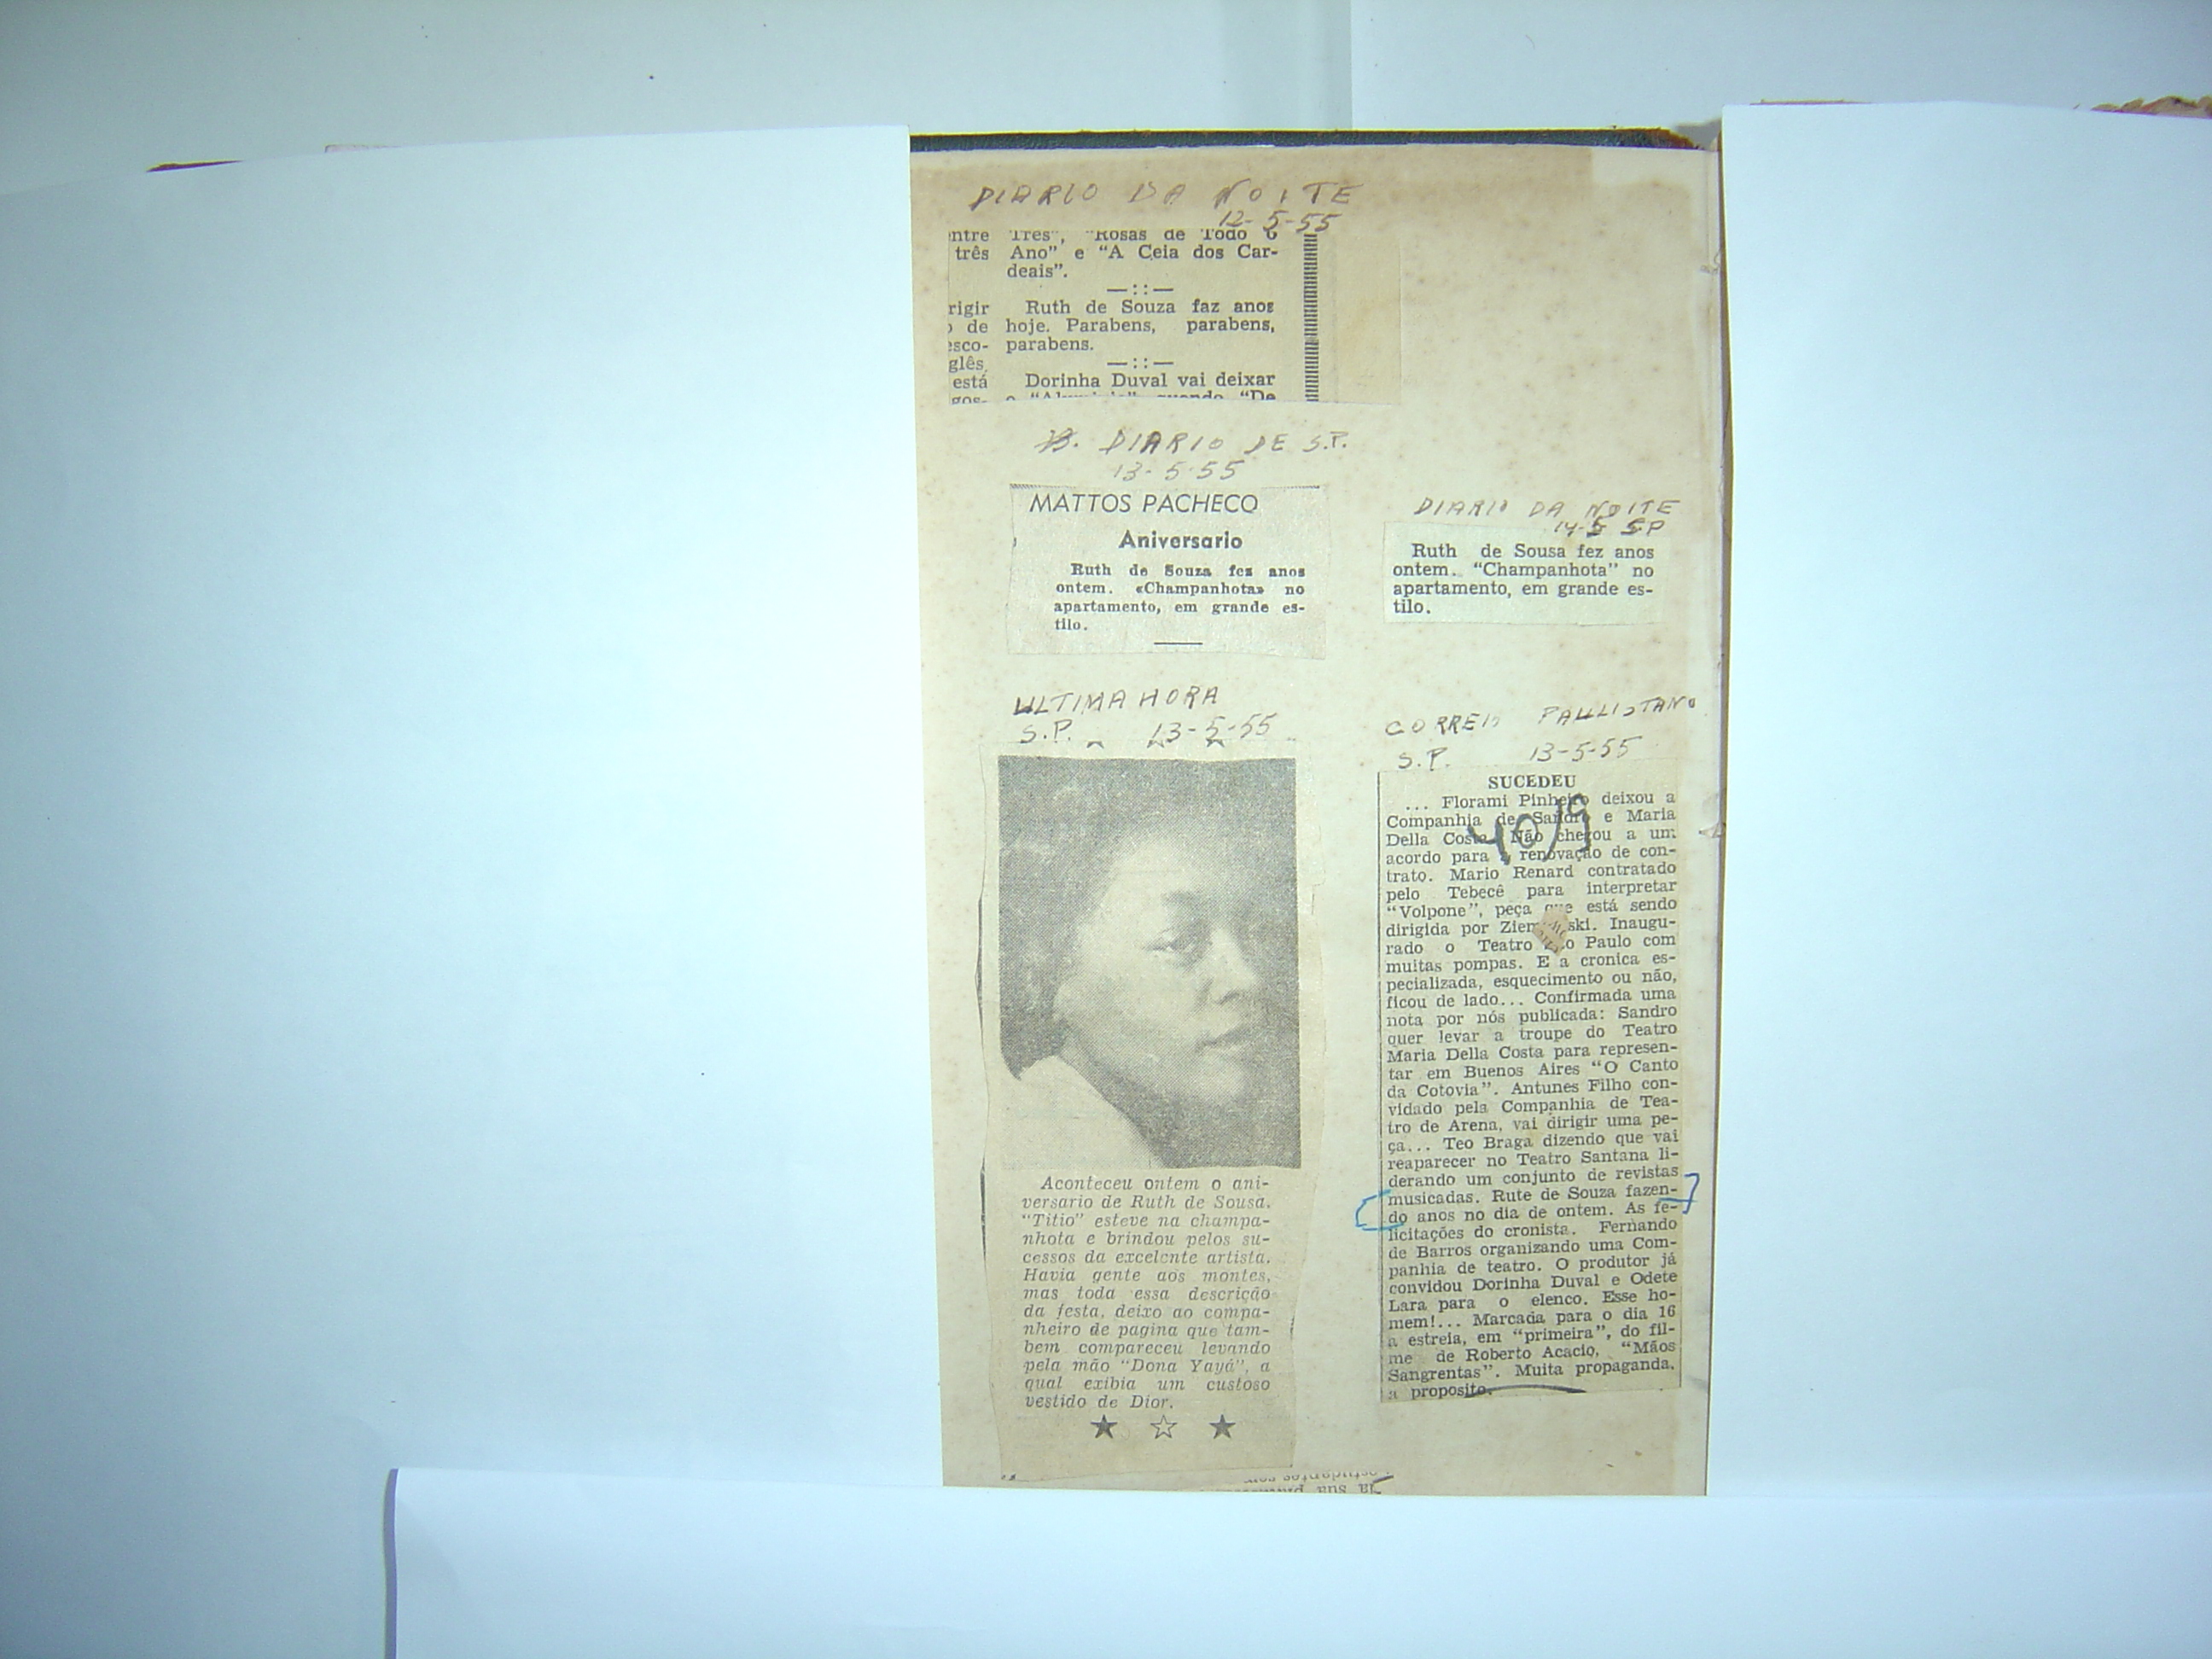 DIARIO DA NOITE
12-5-55
entre
três
rigir
de
esco-
glês
está
gos-
Tres", "Rosas de Todo o
Ano" e "A Ceia dos Car-
deais".
—::—
Ruth de Souza faz anos
hoje. Parabens, parabens,
parabens.
—::—
Dorinha Duval vai deixar
o quando "De
DIARIO DE S.P.
13-5-55
MATTOS PACHECO
Aniversario
Ruth de Souza fez anos
ontem. «Champanhota» no
apartamento, em grande es-
tilo.
DIARIO DA NOITE
14-5 SP
Ruth de Sousa fez anos
ontem. "Champanhota" no
apartamento, em grande es-
tilo.
ULTIMA HORA
S.P. 13-5-55
Aconteceu ontem o ani-
versario de Ruth de Sousa.
"Titio" esteve na champa-
nhota e brindou pelos su-
cessos da excelente artista.
Havia gente aos montes,
mas toda essa descrição
da festa, deixo ao compa-
nheiro de pagina que tam-
bem compareceu levando
pela mão "Dona Yayá", a
qual exibia um custoso
vestido de Dior.
★ ☆ ★
CORREIO PAULISTANO
S.P. 13-5-55
SUCEDEU
... Florami Pinheiro deixou a
Companhia de Sandro e Maria
Della Costa. Não chegou a um
acordo para a renovação de con-
trato. Mario Renard contratado
pelo Tebecê para interpretar
"Volpone", peça que está sendo
dirigida por Ziem ski. Inaugu-
rado o Teatro São Paulo com
muitas pompas. E a cronica es-
pecializada, esquecimento ou não,
ficou de lado... Confirmada uma
nota por nós publicada: Sandro
quer levar a troupe do Teatro
Maria Della Costa para represen-
tar em Buenos Aires "O Canto
da Cotovia". Antunes Filho con-
vidado pela Companhia de Tea-
tro de Arena, vai dirigir uma pe-
ça... Teo Braga dizendo que vai
reaparecer no Teatro Santana li-
derando um conjunto de revistas
musicadas. Rute de Souza fazen-
do anos no dia de ontem. As fe-
licitações do cronista. Fernando
de Barros organizando uma Com-
panhia de teatro. O produtor já
convidou Dorinha Duval e Odete
Lara para o elenco. Esse ho-
mem!... Marcada para o dia 16
a estreia, em "primeira", do fil-
me de Roberto Acacio, "Mãos
Sangrentas". Muita propaganda,
a proposito.
40/9
estudantes sem
da sua